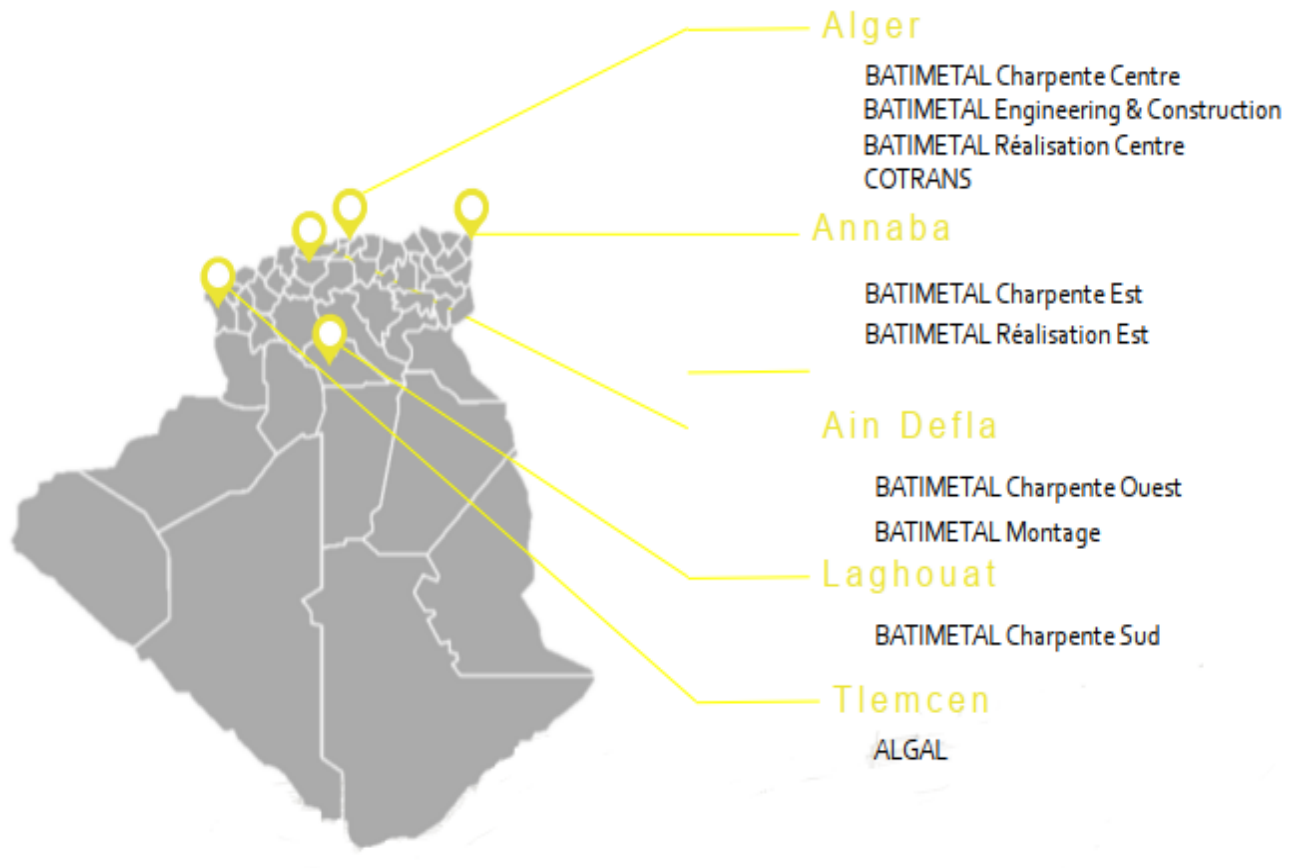 Alger
BATIMETAL Charpente Centre
BATIMETAL Engineering & Construction
BATIMETAL Réalisation Centre
COTRANS
Annaba
BATIMETAL Charpente Est
BATIMETAL Réalisation Est
Ain Defla
BATIMETAL Charpente Ouest
BATIMETAL Montage
Laghouat
BATIMETAL Charpente Sud
Tlemcen
ALGAL